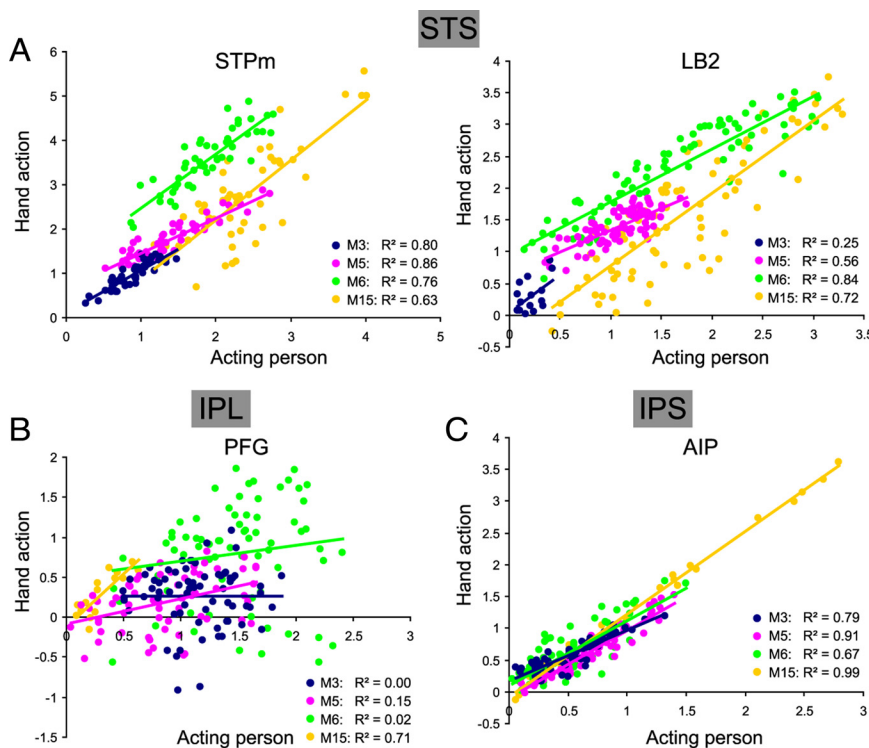 STS
A
STPm
LB2
6
5
4
3
2
1
0
Hand action
M3: R² = 0.80
M5: R² = 0.86
M6: R² = 0.76
M15: R² = 0.63
0 1 2 3 4 5
Acting person
4
3.5
3
2.5
2
1.5
1
0.5
0
-0.5
Hand action
M3: R² = 0.25
M5: R² = 0.56
M6: R² = 0.84
M15: R² = 0.72
0.5 1 1.5 2 2.5 3 3.5
Acting person
IPL
IPS
B
PFG
C
AIP
2
1.5
1
0.5
0
-0.5
-1
-1.5
Hand action
0 0.5 1 1.5 2 2.5 3
M3: R² = 0.00
M5: R² = 0.15
M6: R² = 0.02
M15: R² = 0.71
Acting person
4
3.5
3
2.5
2
1.5
1
0.5
0
-0.5
Hand action
M3: R² = 0.79
M5: R² = 0.91
M6: R² = 0.67
M15: R² = 0.99
0 0.5 1 1.5 2 2.5 3
Acting person